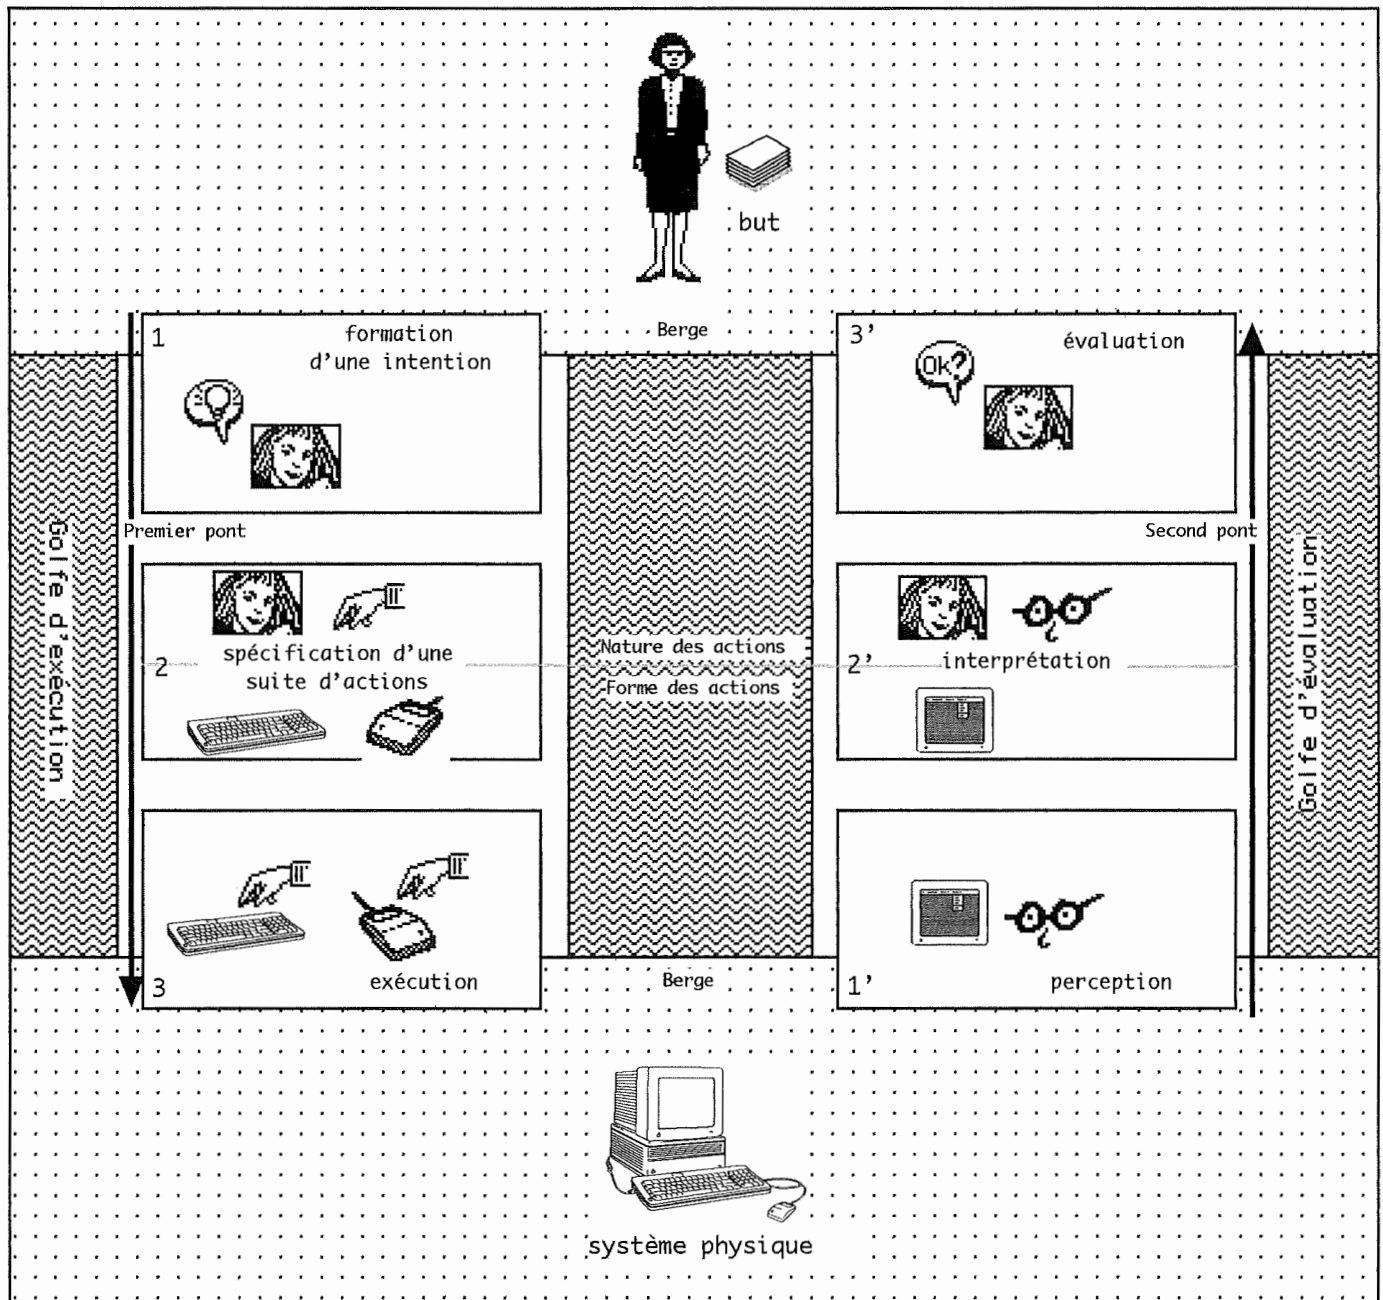 but
Berge
1
formation
d'une intention
Premier pont
2
spécification d'une
suite d'actions
3
exécution
Golfe d'exécution
Nature des actions
Forme des actions
Berge
3'
Ok?
évaluation
Second pont
2'
interprétation
1'
perception
Golfe d'évaluation
système physique